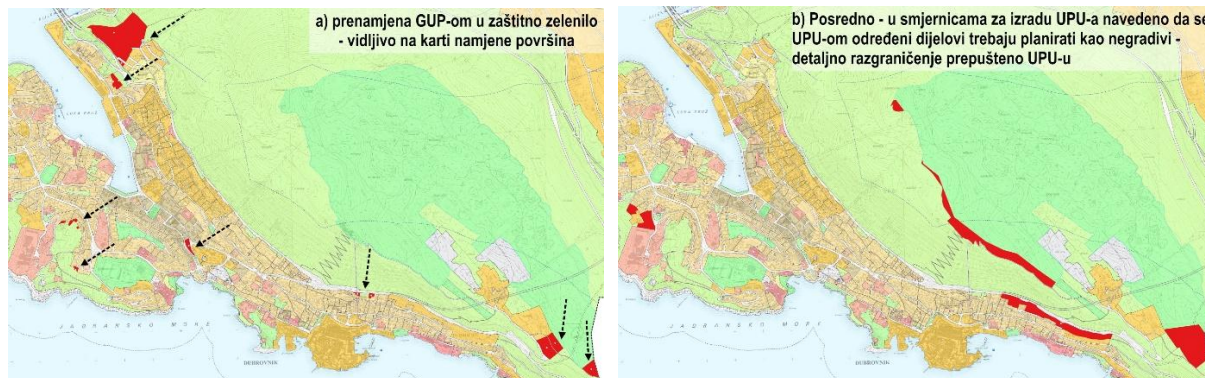 a) prenamjena GUP-om u zaštitno zelenilo
- vidljivo na karti namjene površina
JADRANSKO MORE
DUBROVNIK
b) Posredno - u smjernicama za izradu UPU-a navedeno da se
UPU-om određeni dijelovi trebaju planirati kao negradivi -
detaljno razgraničenje prepušteno UPU-u
JADRANSKO MORE
DUBROVNIK